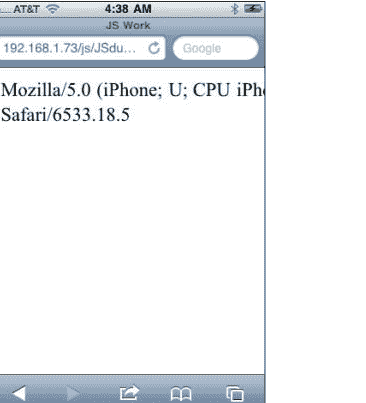 AT&T 4:38 AM
JS Work
192.168.1.73/js/JSdu... Google
Mozilla/5.0 (iPhone; U; CPU iPh
Safari/6533.18.5